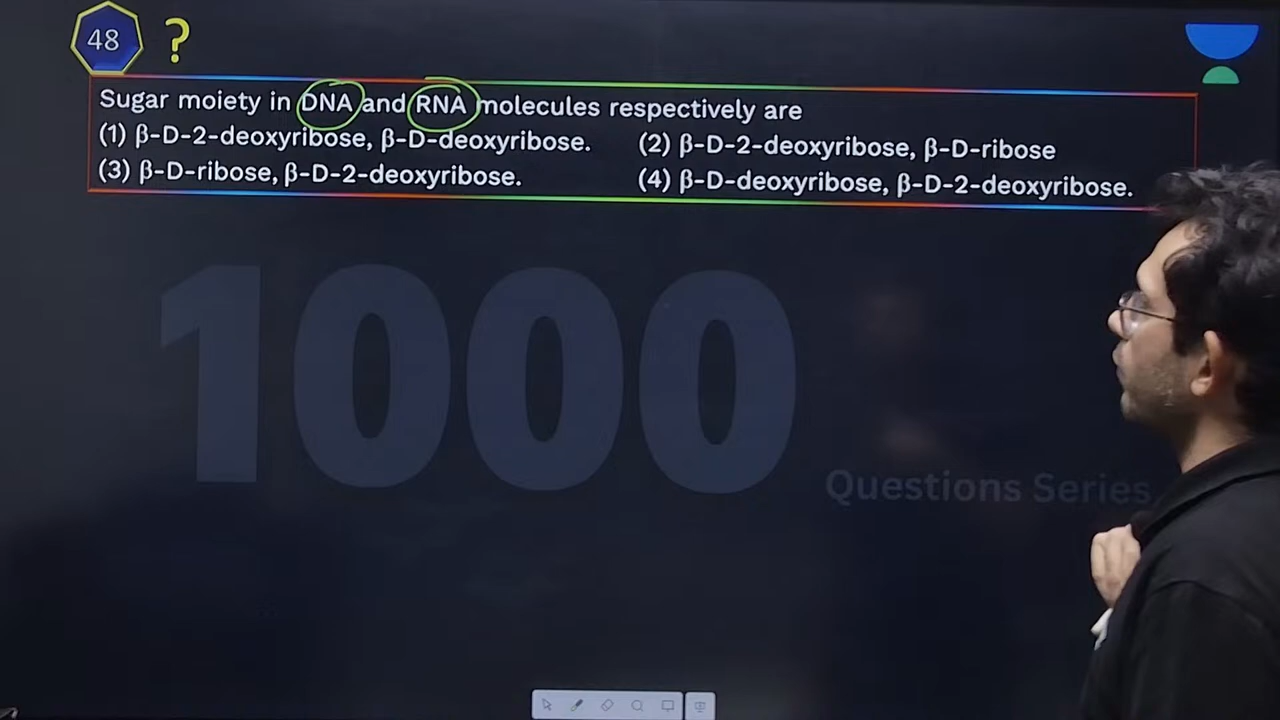 48 ?
Sugar moiety in DNA and RNA molecules respectively are
(1) β-D-2-deoxyribose, β-D-deoxyribose. (2) β-D-2-deoxyribose, β-D-ribose
(3) β-D-ribose, β-D-2-deoxyribose. (4) β-D-deoxyribose, β-D-2-deoxyribose.
1000
Questions Series